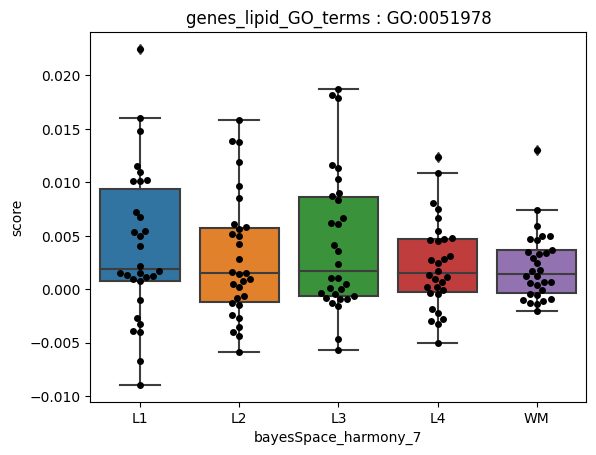 genes_lipid_GO_terms : GO:0051978
0.020
0.015
0.010
0.005
0.000
−0.005
−0.010
score
L1 L2 L3 L4 WM
bayesSpace_harmony_7